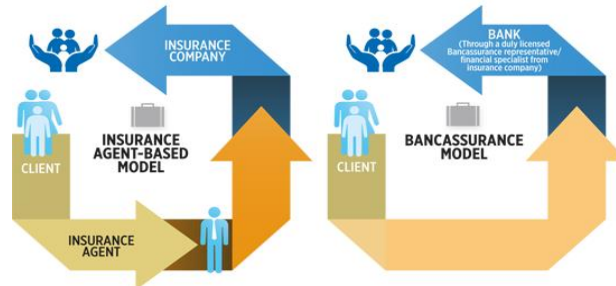 INSURANCE
COMPANY
INSURANCE
AGENT-BASED
MODEL
CLIENT
INSURANCE
AGENT
BANK
(Through a duly licensed
Bancassurance representative/
financial specialist from
insurance company)
BANCASSURANCE
MODEL
CLIENT